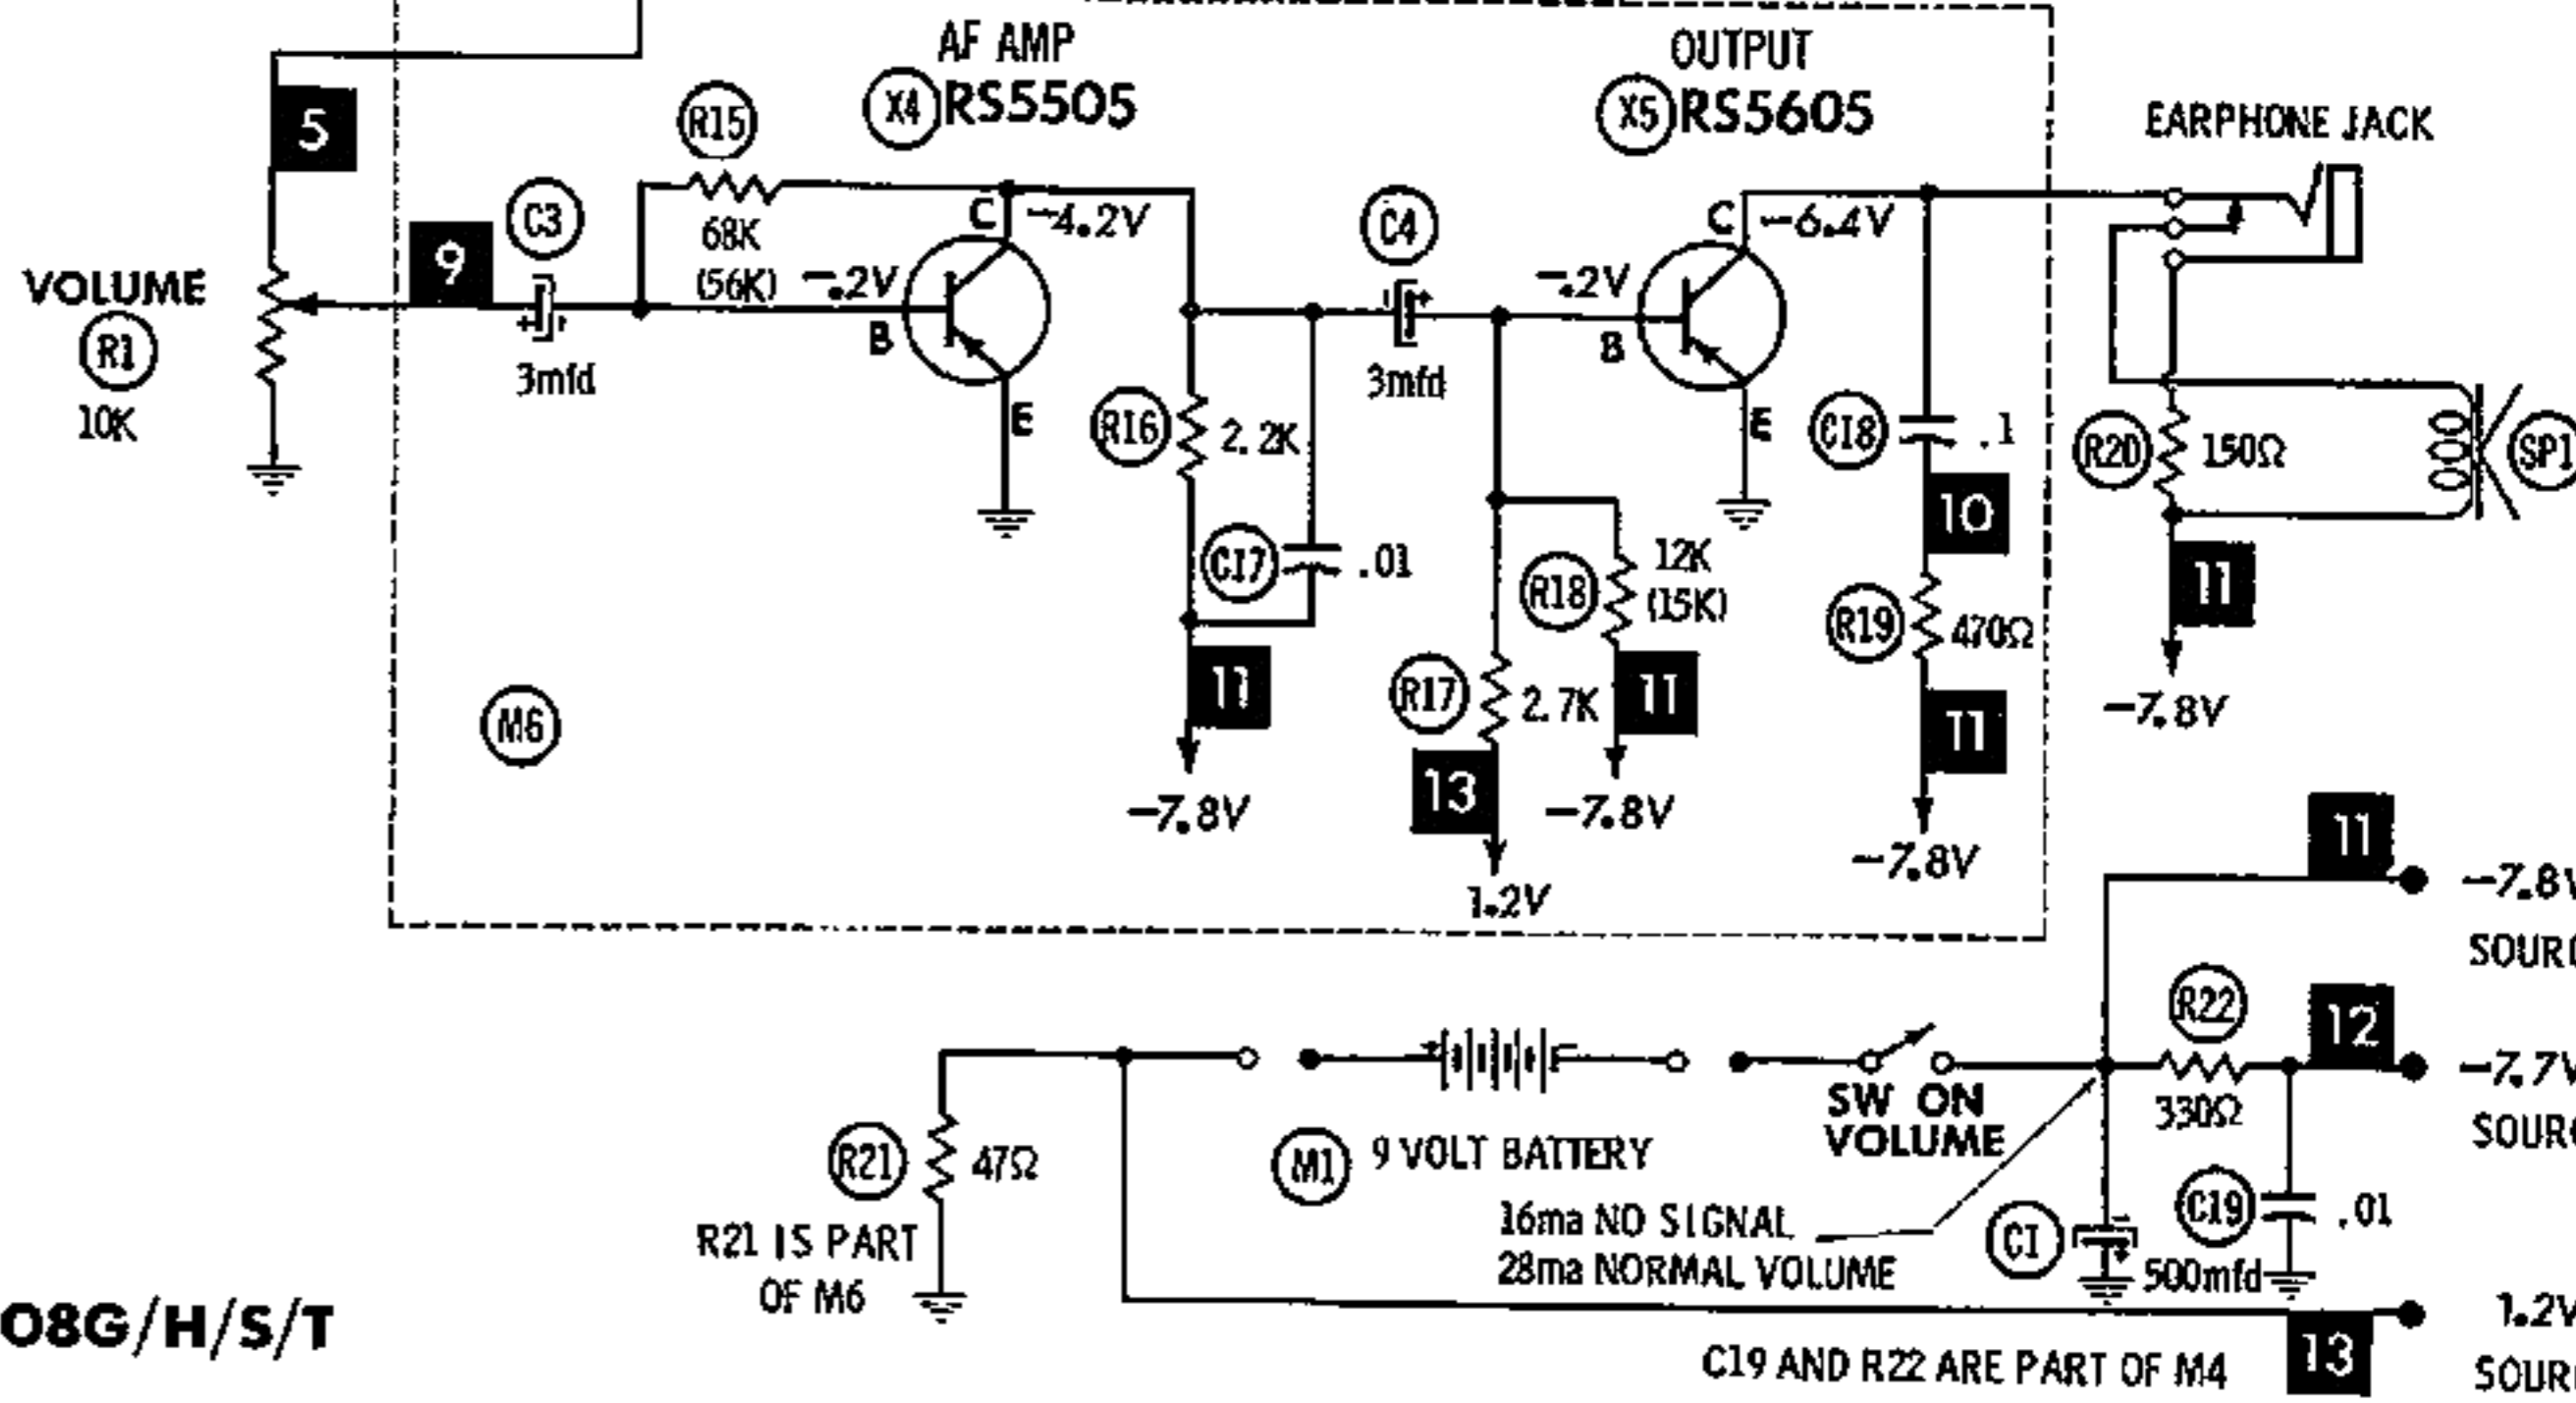 AF AMP
X4 RS5505
OUTPUT
X5 RS5605
EARPHONE JACK
5
R15
68K
(56K)
C3
3mfd
9
VOLUME
R1
10K
C
-4.2V
-.2V
B
E
C4
3mfd
C
-6.4V
-.2V
B
E
R16
2.2K
C17
.01
11
-7.8V
R17
2.7K
13
1.2V
R18
12K
(15K)
11
-7.8V
C18
.1
10
R19
470Ω
11
-7.8V
R20
150Ω
SP1
11
-7.8V
M6
11
-7.8V
R22
330Ω
12
-7.7V
R21
47Ω
R21 IS PART
OF M6
+
-
M1
9 VOLT BATTERY
SW ON
VOLUME
16ma NO SIGNAL
28ma NORMAL VOLUME
C1
500mfd
C19
.01
1.2V
13
C19 AND R22 ARE PART OF M4
08G/H/S/T